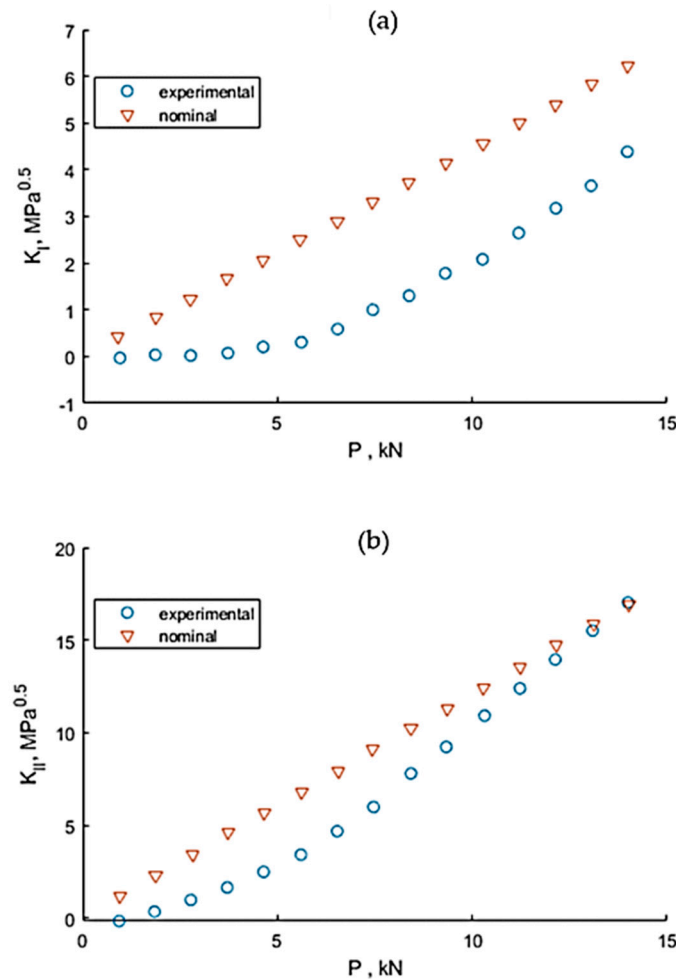 (a)
7
6
5
4
3
2
1
0
-1
K_I, MPa^0.5
experimental
nominal
0
5
10
15
P , kN
(b)
20
15
10
5
0
K_II, MPa^0.5
experimental
nominal
0
5
10
15
P , kN